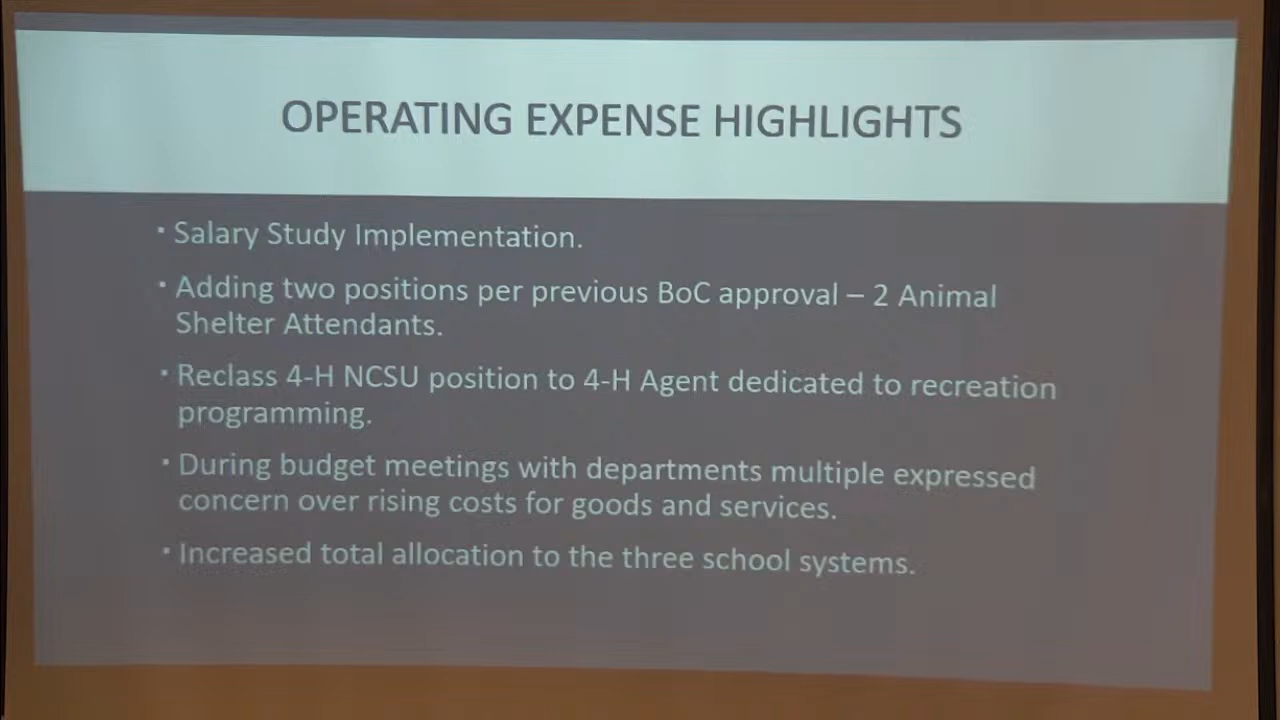 OPERATING EXPENSE HIGHLIGHTS
▪ Salary Study Implementation.
▪ Adding two positions per previous BoC approval – 2 Animal
Shelter Attendants.
▪ Reclass 4-H NCSU position to 4-H Agent dedicated to recreation
programming.
▪ During budget meetings with departments multiple expressed
concern over rising costs for goods and services.
▪ Increased total allocation to the three school systems.